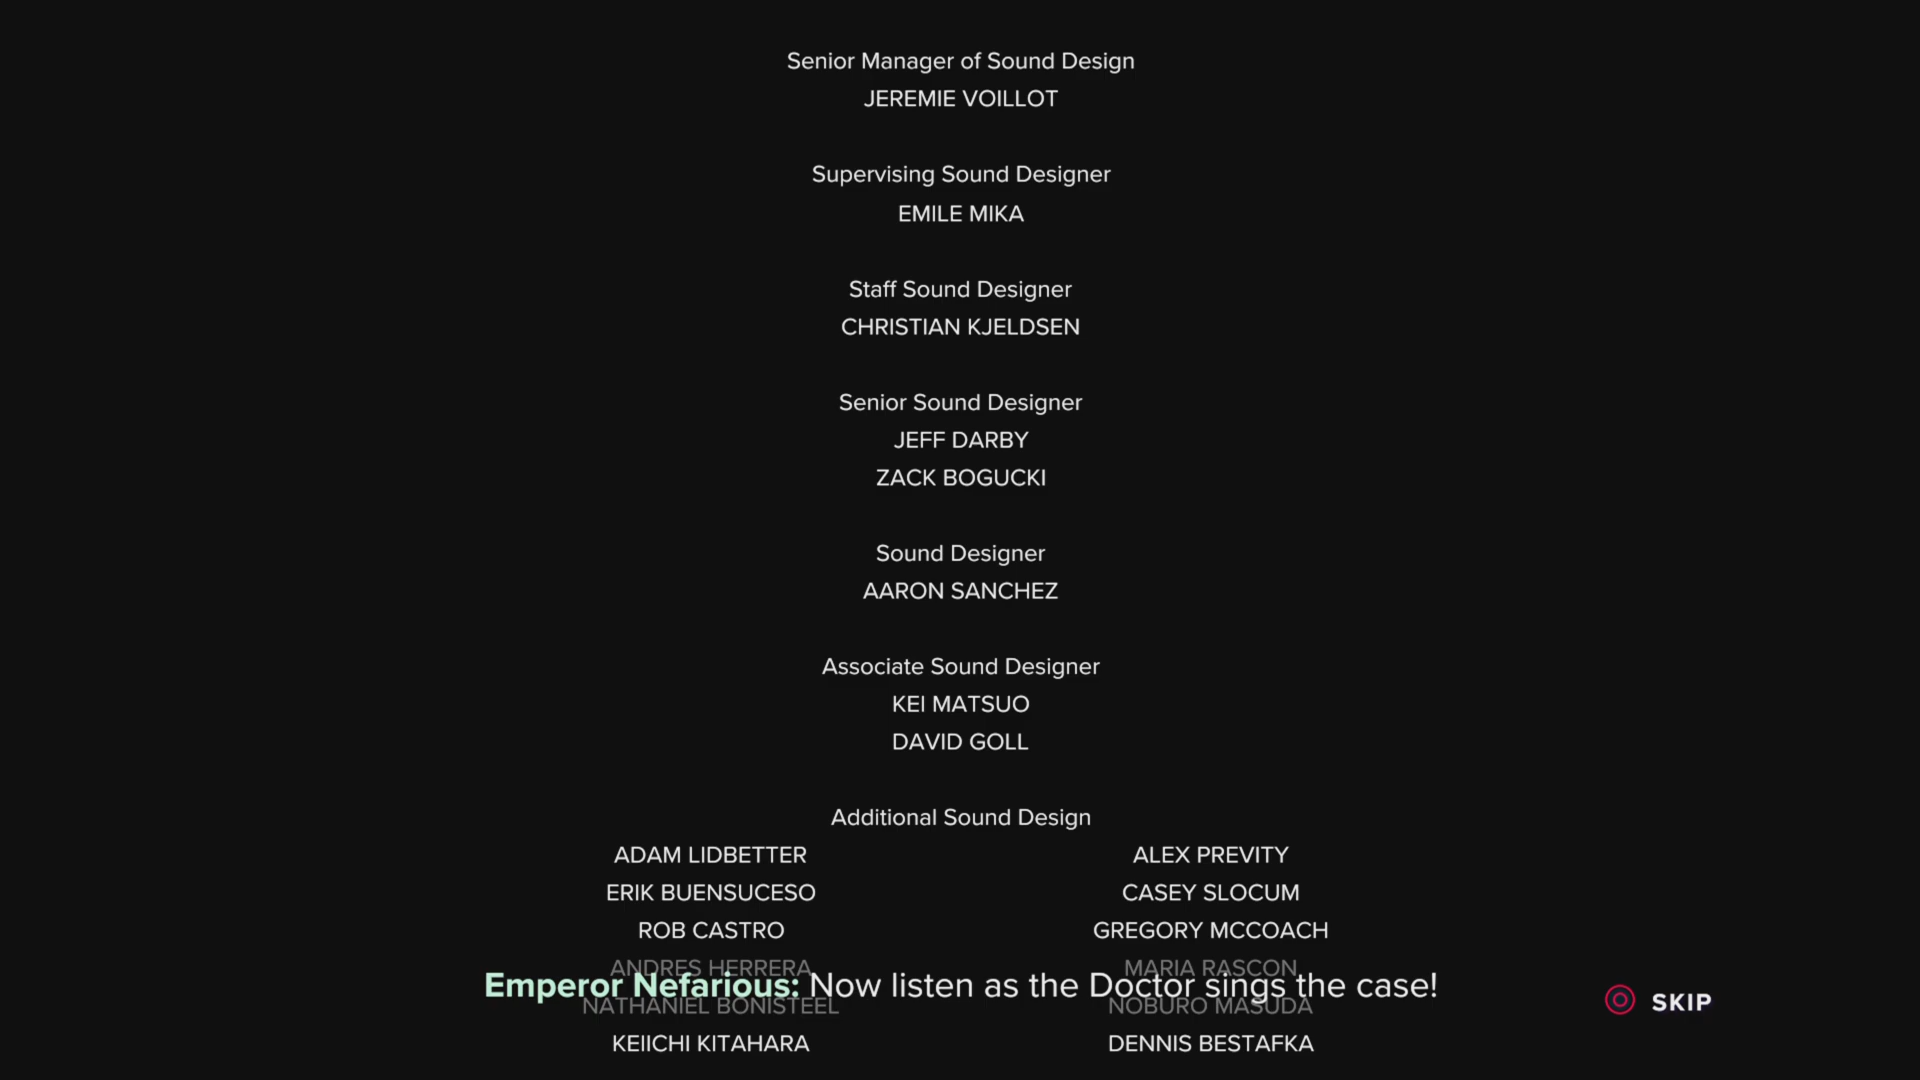 Senior Manager of Sound Design
JEREMIE VOILLOT
Supervising Sound Designer
EMILE MIKA
Staff Sound Designer
CHRISTIAN KJELDSEN
Senior Sound Designer
JEFF DARBY
ZACK BOGUCKI
Sound Designer
AARON SANCHEZ
Associate Sound Designer
KEI MATSUO
DAVID GOLL
Additional Sound Design
ADAM LIDBETTER ALEX PREVITY
ERIK BUENSUCESO CASEY SLOCUM
ROB CASTRO GREGORY MCCOACH
ANDRES HERRERA MARIA RASCON
Emperor Nefarious: Now listen as the Doctor sings the case!
NATHANIEL BONISTEEL NOBURO MASUDA
SKIP
KEIICHI KITAHARA DENNIS BESTAFKA